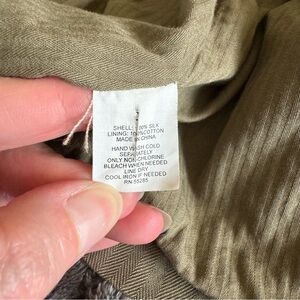 SHELL: 100% SILK
LINING: 100%COTTON
MADE IN CHINA
HAND WASH COLD
SEPARATELY
ONLY NON-CHLORINE
BLEACH WHEN NEEDED
LINE DRY
COOL IRON IF NEEDED
RN 55285